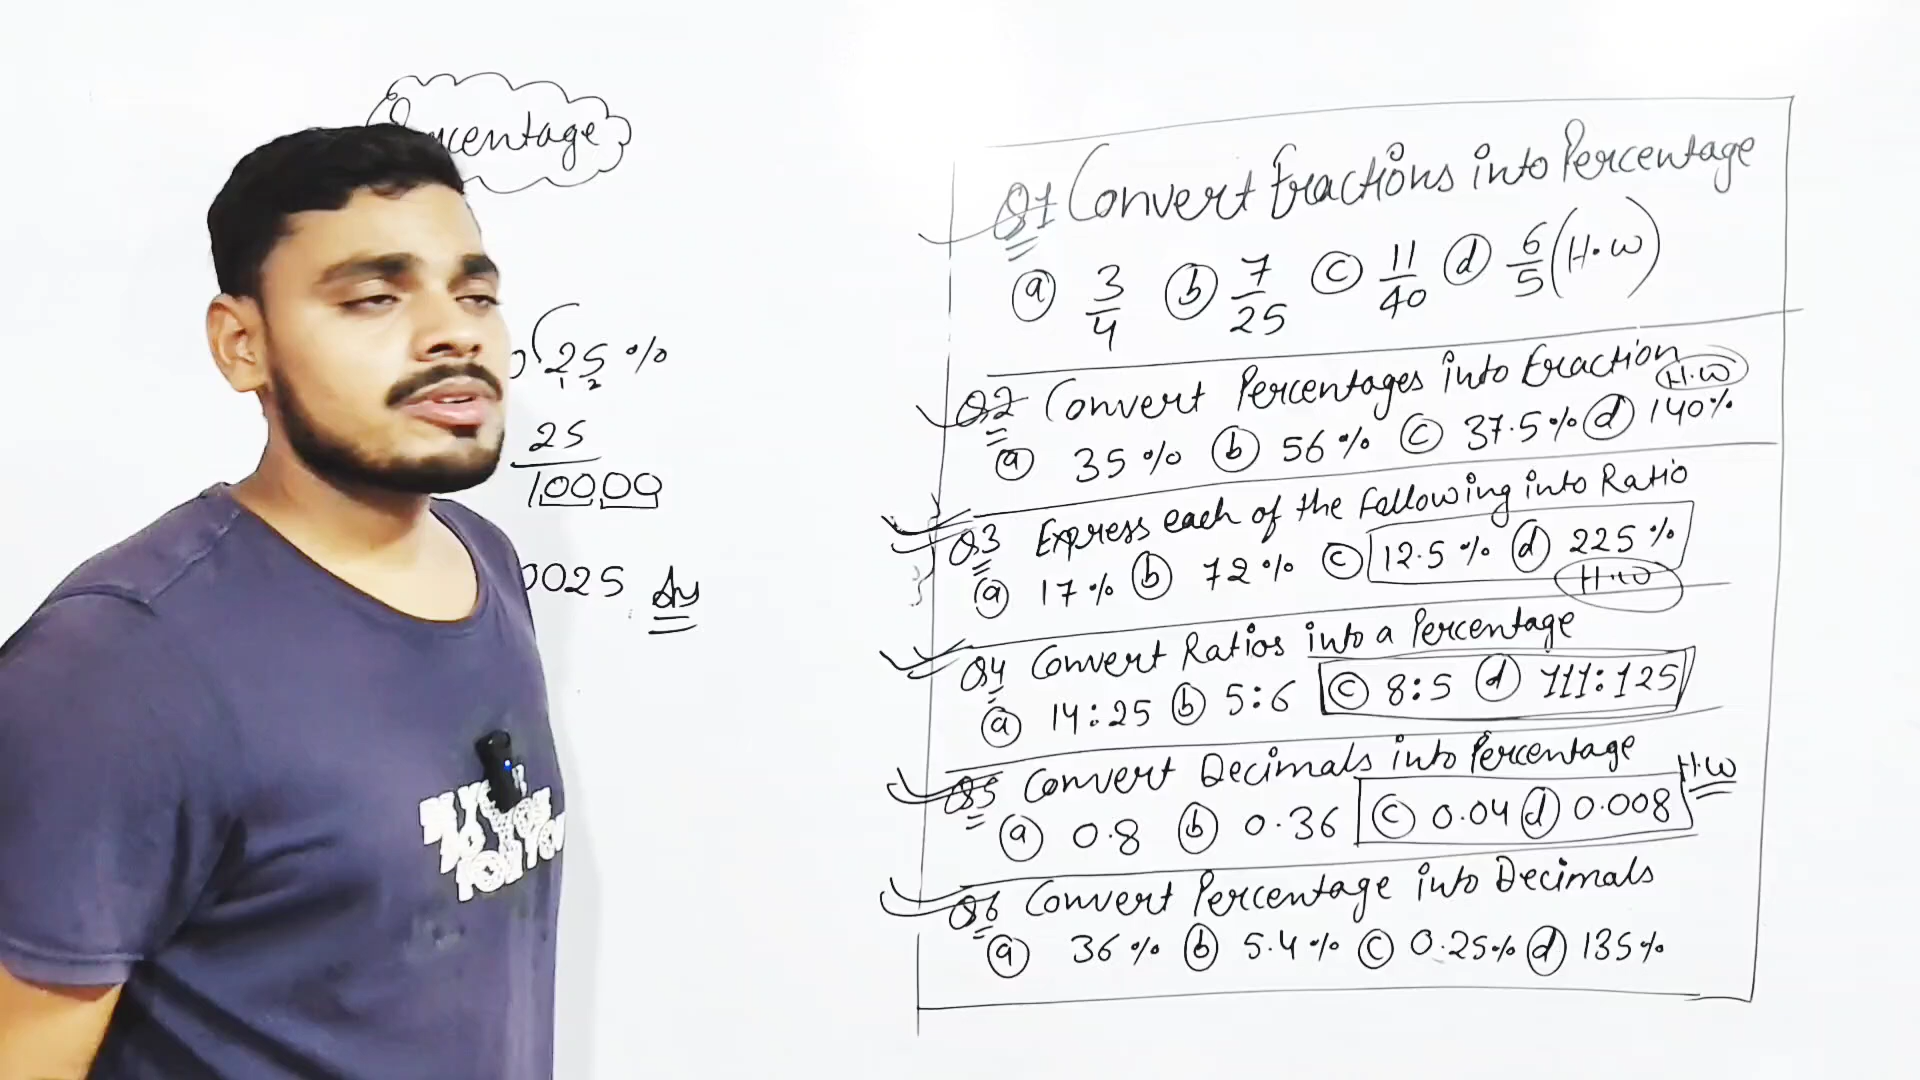 Percentage
0.25 %
1 2
25
10000
0025 Ans
Q1 Convert Fractions into Percentage
(a) 3/4 (b) 7/25 (c) 11/40 (d) 6/5 (H.W)
Q2 Convert Percentages into Fraction
H.W
(a) 35 % (b) 56 % (c) 37.5 % (d) 140 %
Q3 Express each of the Following into Ratio
(a) 17 % (b) 72 % (c) 12.5 % (d) 225 %
H.W
Q4 Convert Ratios into a Percentage
(a) 14:25 (b) 5:6 (c) 8:5 (d) 111:125
Q5 Convert Decimals into Percentage
H.W
(a) 0.8 (b) 0.36 (c) 0.04 (d) 0.008
Q6 Convert Percentage into Decimals
(a) 36 % (b) 5.4 % (c) 0.25 % (d) 135 %